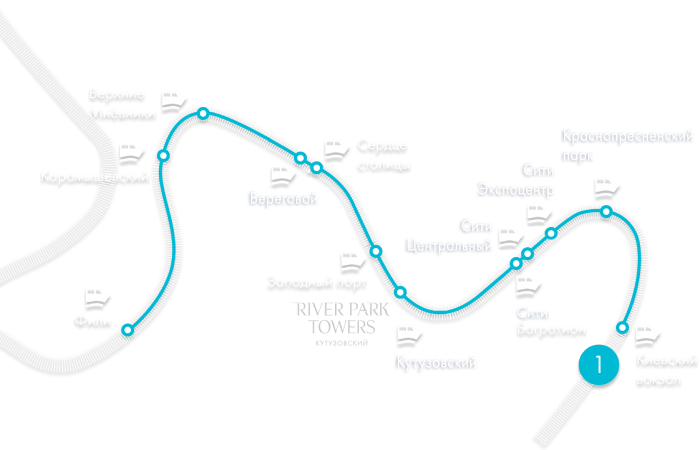 Верхние
Мнёвники
Карамышевский
Сердце
столицы
Береговой
Краснопресненский
парк
Сити
Экспоцентр
Сити
Центральный
Западный порт
Фили
RIVER PARK
TOWERS
КУТУЗОВСКИЙ
Сити
Багратион
Кутузовский
1
Киевский
вокзал